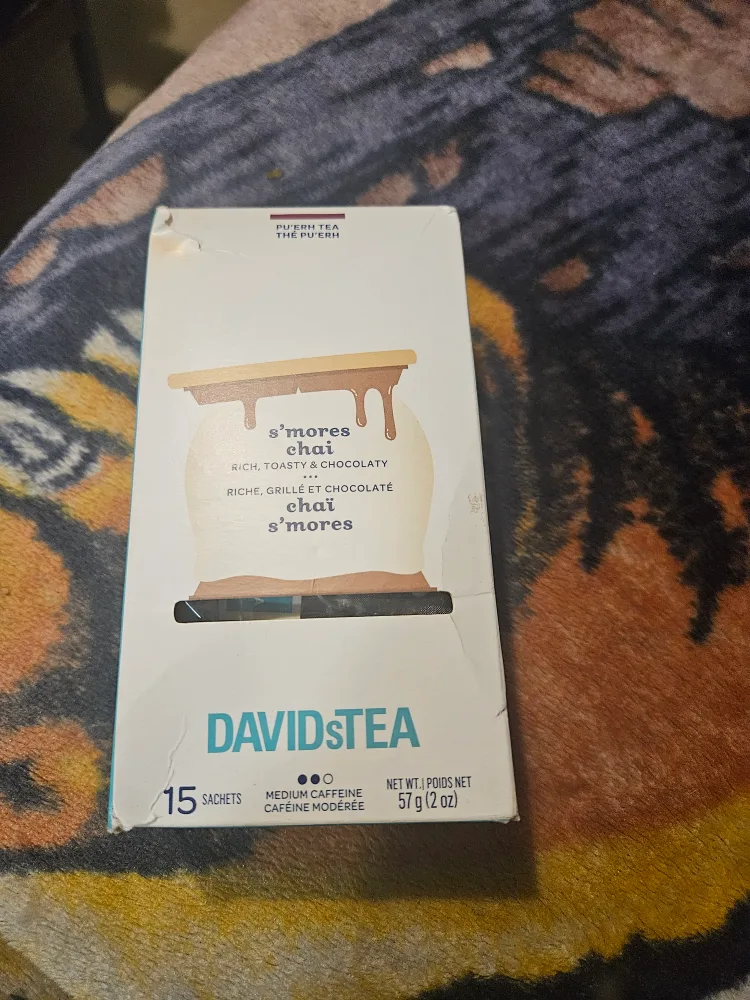 PU'ERH TEA
THÉ PU'ERH
s'mores
chai
RICH, TOASTY & CHOCOLATY
•••
RICHE, GRILLÉ ET CHOCOLATÉ
chaï
s'mores
DAVIDsTEA
15 SACHETS
MEDIUM CAFFEINE
CAFÉINE MODÉRÉE
NET WT. | POIDS NET
57 g (2 oz)